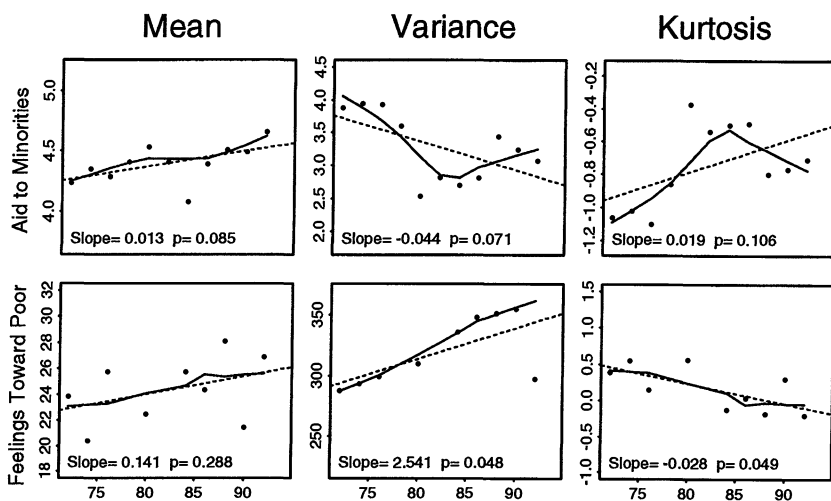 Mean Variance Kurtosis
Aid to Minorities
5.0
4.5
4.0
Slope= 0.013 p= 0.085
4.5
4.0
3.5
3.0
2.5
2.0
Slope= -0.044 p= 0.071
-0.2
-0.4
-0.6
-0.8
-1.0
-1.2
Slope= 0.019 p= 0.106
Feelings Toward Poor
32
30
28
26
24
22
20
18
Slope= 0.141 p= 0.288
75 80 85 90
350
300
250
Slope= 2.541 p= 0.048
75 80 85 90
1.5
1.0
0.5
0.0
-0.5
-1.0
Slope= -0.028 p= 0.049
75 80 85 90